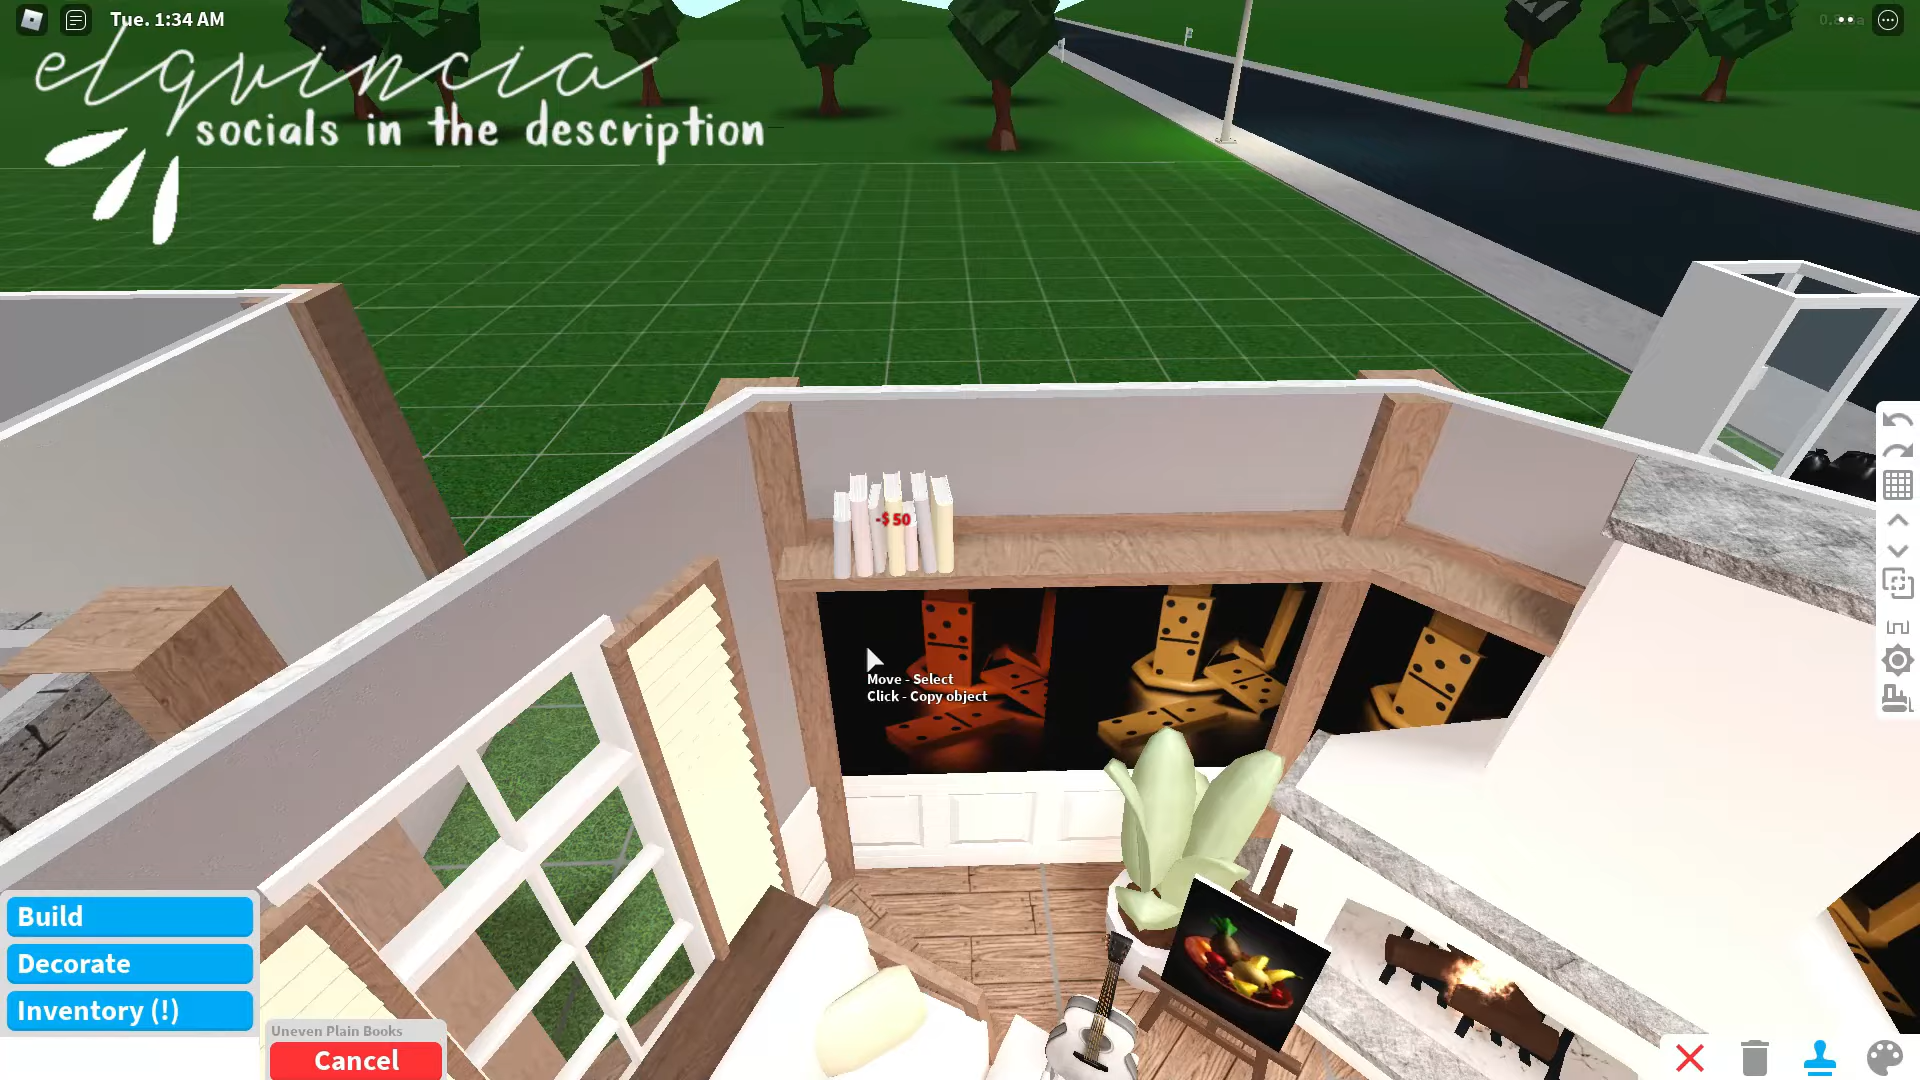 Tue. 1:34 AM
elquincia
socials in the description
-$ 50
Move - Select
Click - Copy object
Build
Decorate
Inventory (!)
Uneven Plain Books
Cancel